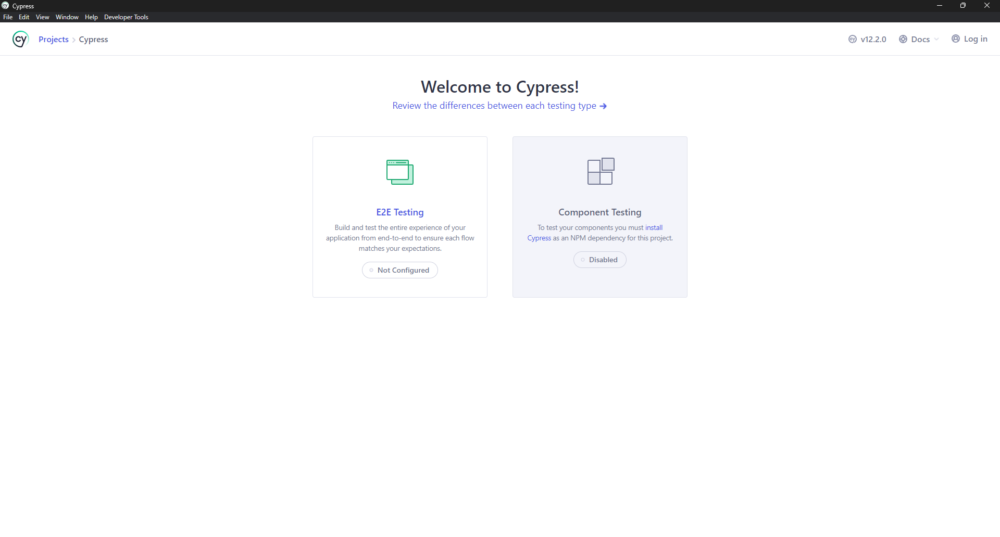 cy Cypress
File Edit View Window Help Developer Tools
cy Projects > Cypress
cy v12.2.0 Docs Log in
Welcome to Cypress!
Review the differences between each testing type →
E2E Testing
Build and test the entire experience of your
application from end-to-end to ensure each flow
matches your expectations.
Not Configured
Component Testing
To test your components you must install
Cypress as an NPM dependency for this project.
Disabled